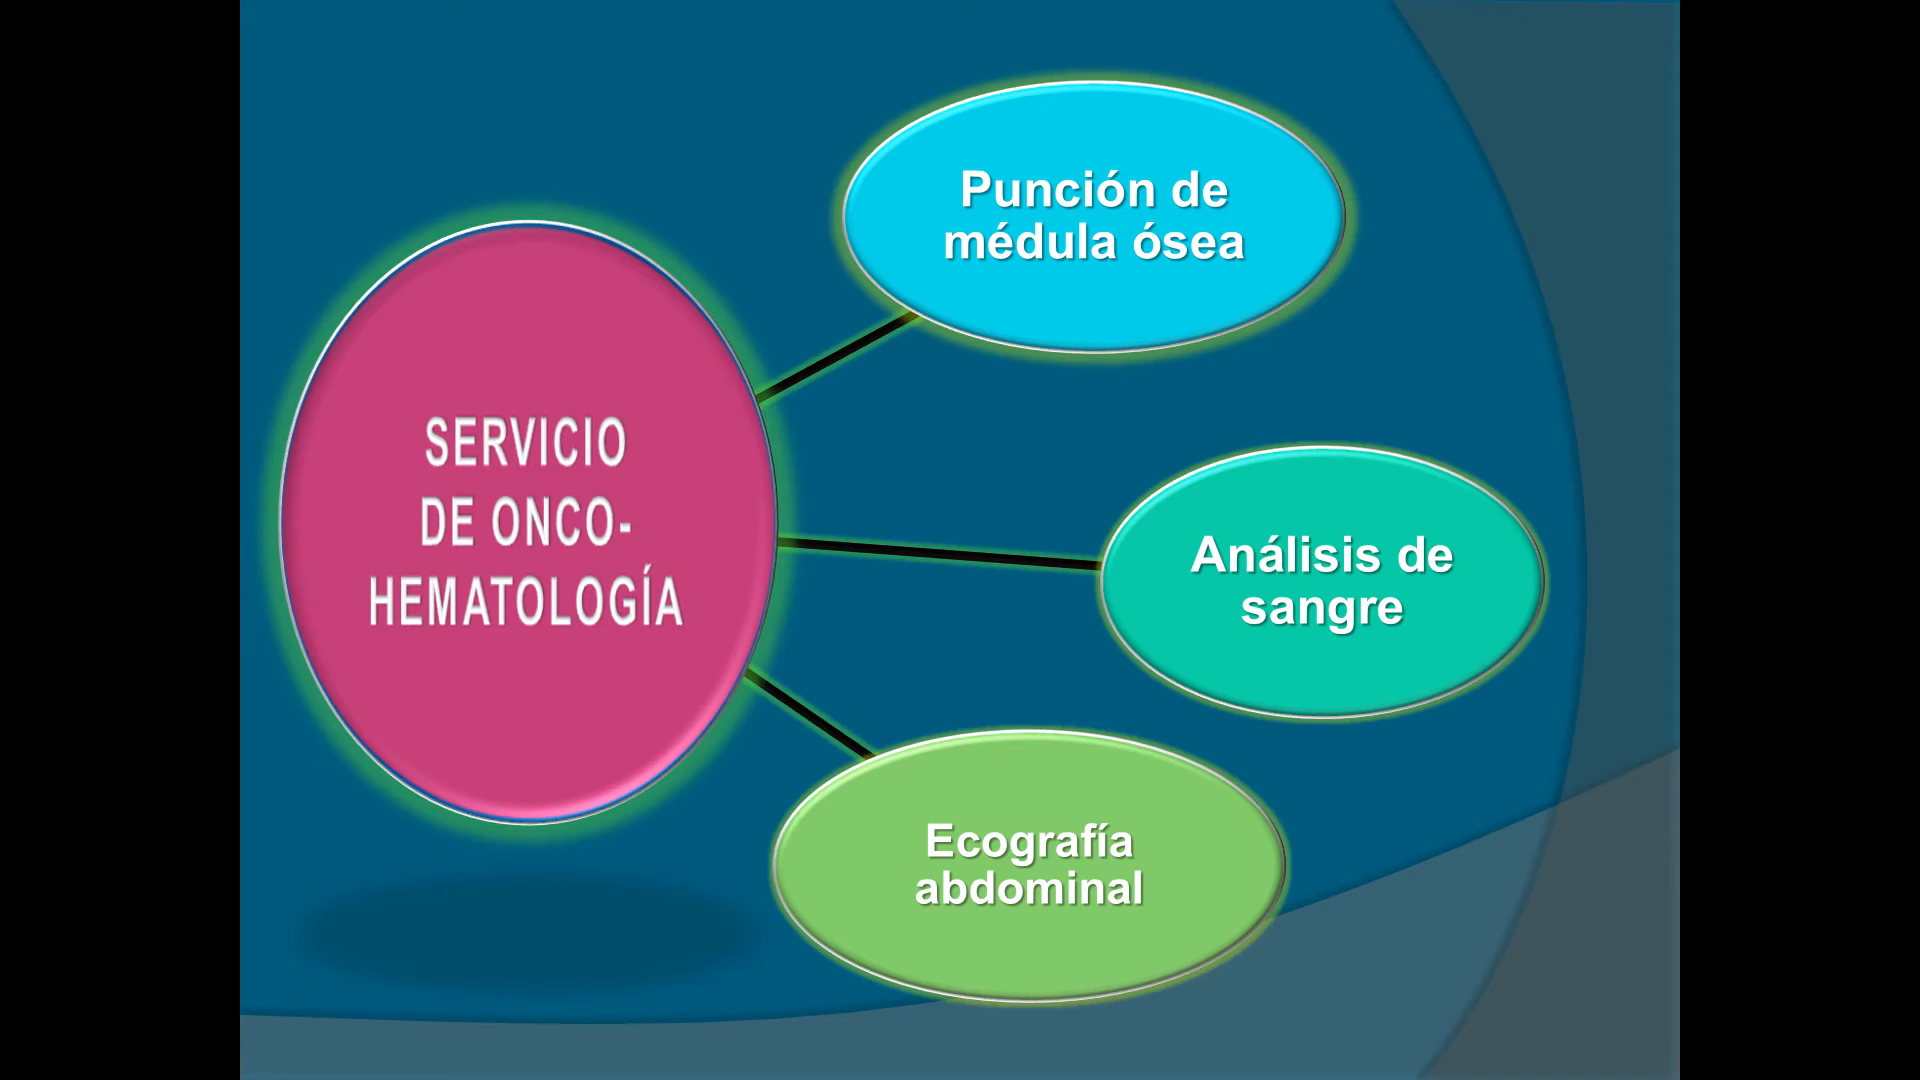 SERVICIO
DE ONCO-
HEMATOLOGÍA
Punción de
médula ósea
Análisis de
sangre
Ecografía
abdominal